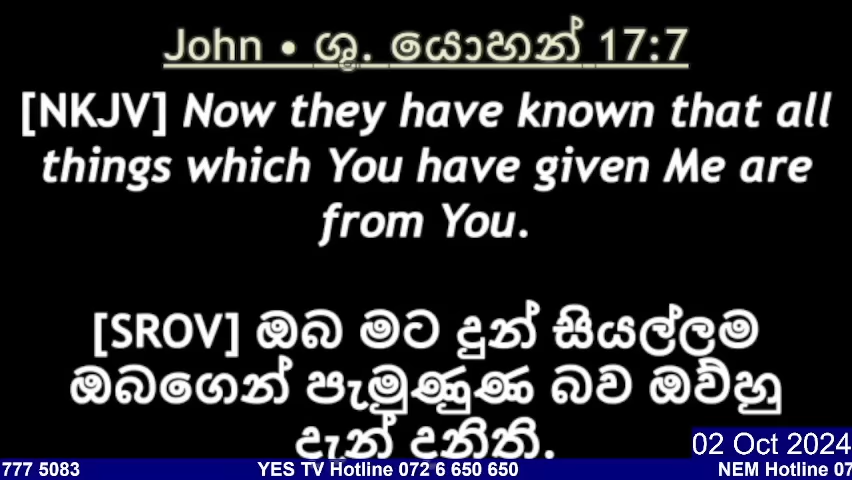 John • ශු. යොහන් 17:7
[NKJV] Now they have known that all
things which You have given Me are
from You.
[SROV] ඔබ මට දුන් සියල්ලම
ඔබගෙන් පැමුණුණ බව ඔව්හු
දැන් දනිති.
02 Oct 2024
777 5083 YES TV Hotline 072 6 650 650 NEM Hotline 07